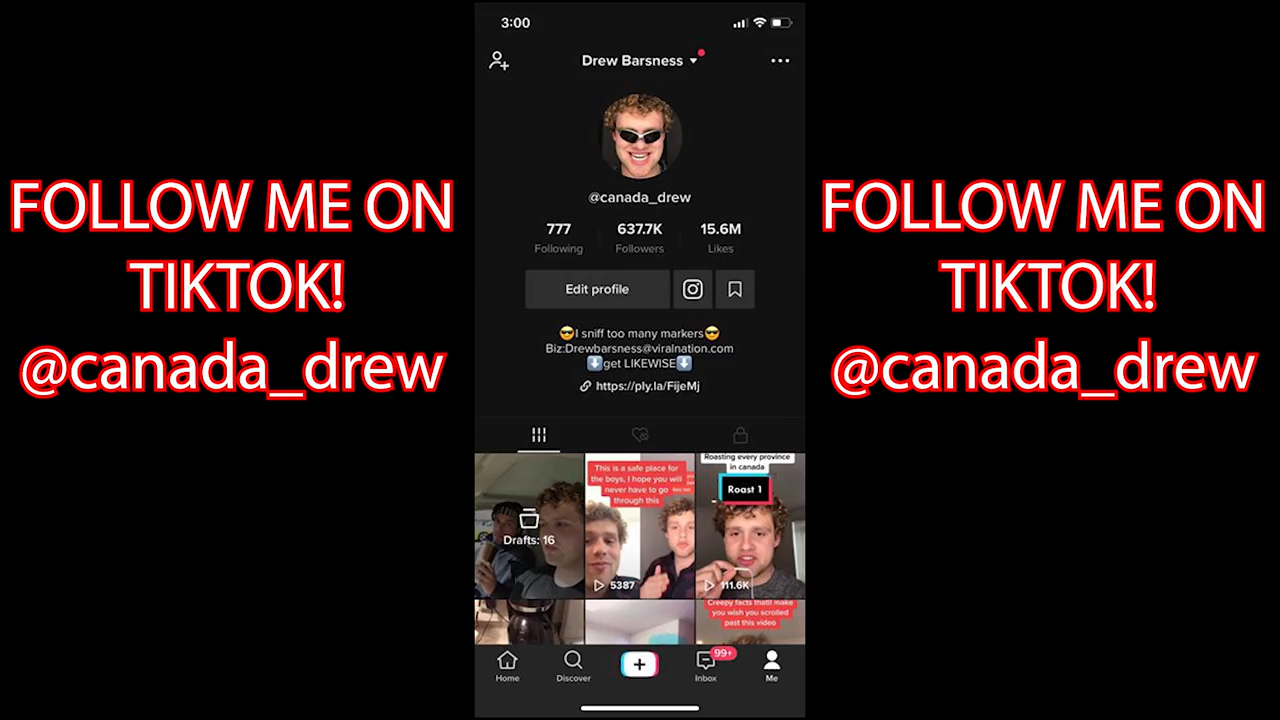 FOLLOW ME ON
TIKTOK!
@canada_drew
3:00
Drew Barsness
@canada_drew
777
Following
637.7K
Followers
15.6M
Likes
Edit profile
😎I sniff too many markers😎
Biz:Drewbarsness@viralnation.com
⬇️get LIKEWISE⬇️
https://ply.la/FijeMj
Drafts: 16
This is a safe place for
the boys, I hope you will
never have to go
through this
5387
Roasting every province
in canada
Roast 1
111.6K
Creepy facts thatll make
you wish you scrolled
past this video
Home
Discover
99+
Inbox
Me
FOLLOW ME ON
TIKTOK!
@canada_drew